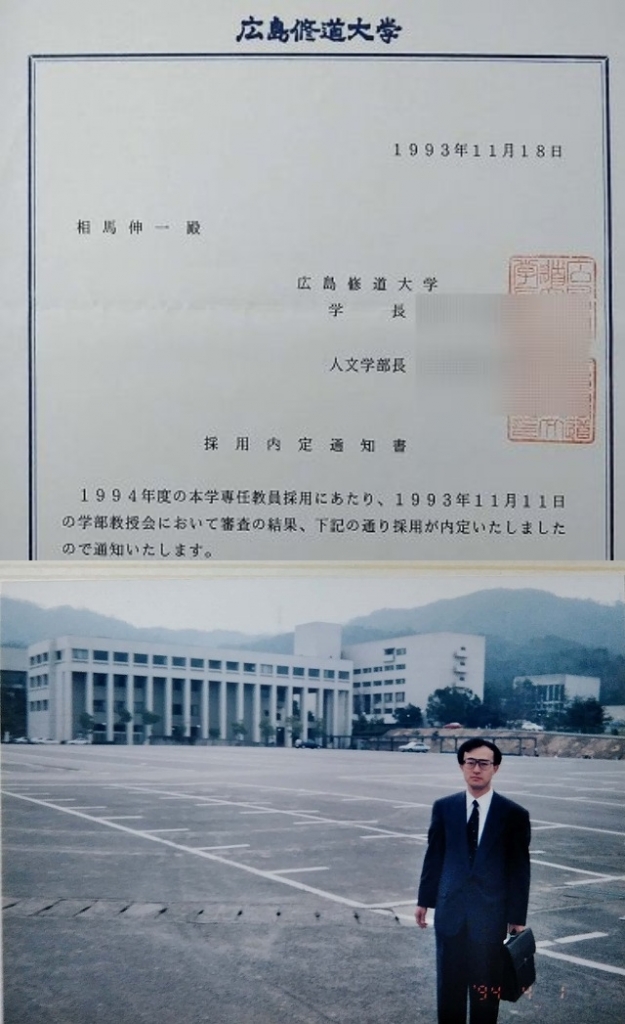 広島修道大学
1993年11月18日
相馬伸一殿
広島修道大学
学長
人文学部長
採用内定通知書
1994年度の本学専任教員採用にあたり、1993年11月11日
の学部教授会において審査の結果、下記の通り採用が内定いたしました
ので通知いたします。
'94 4 1